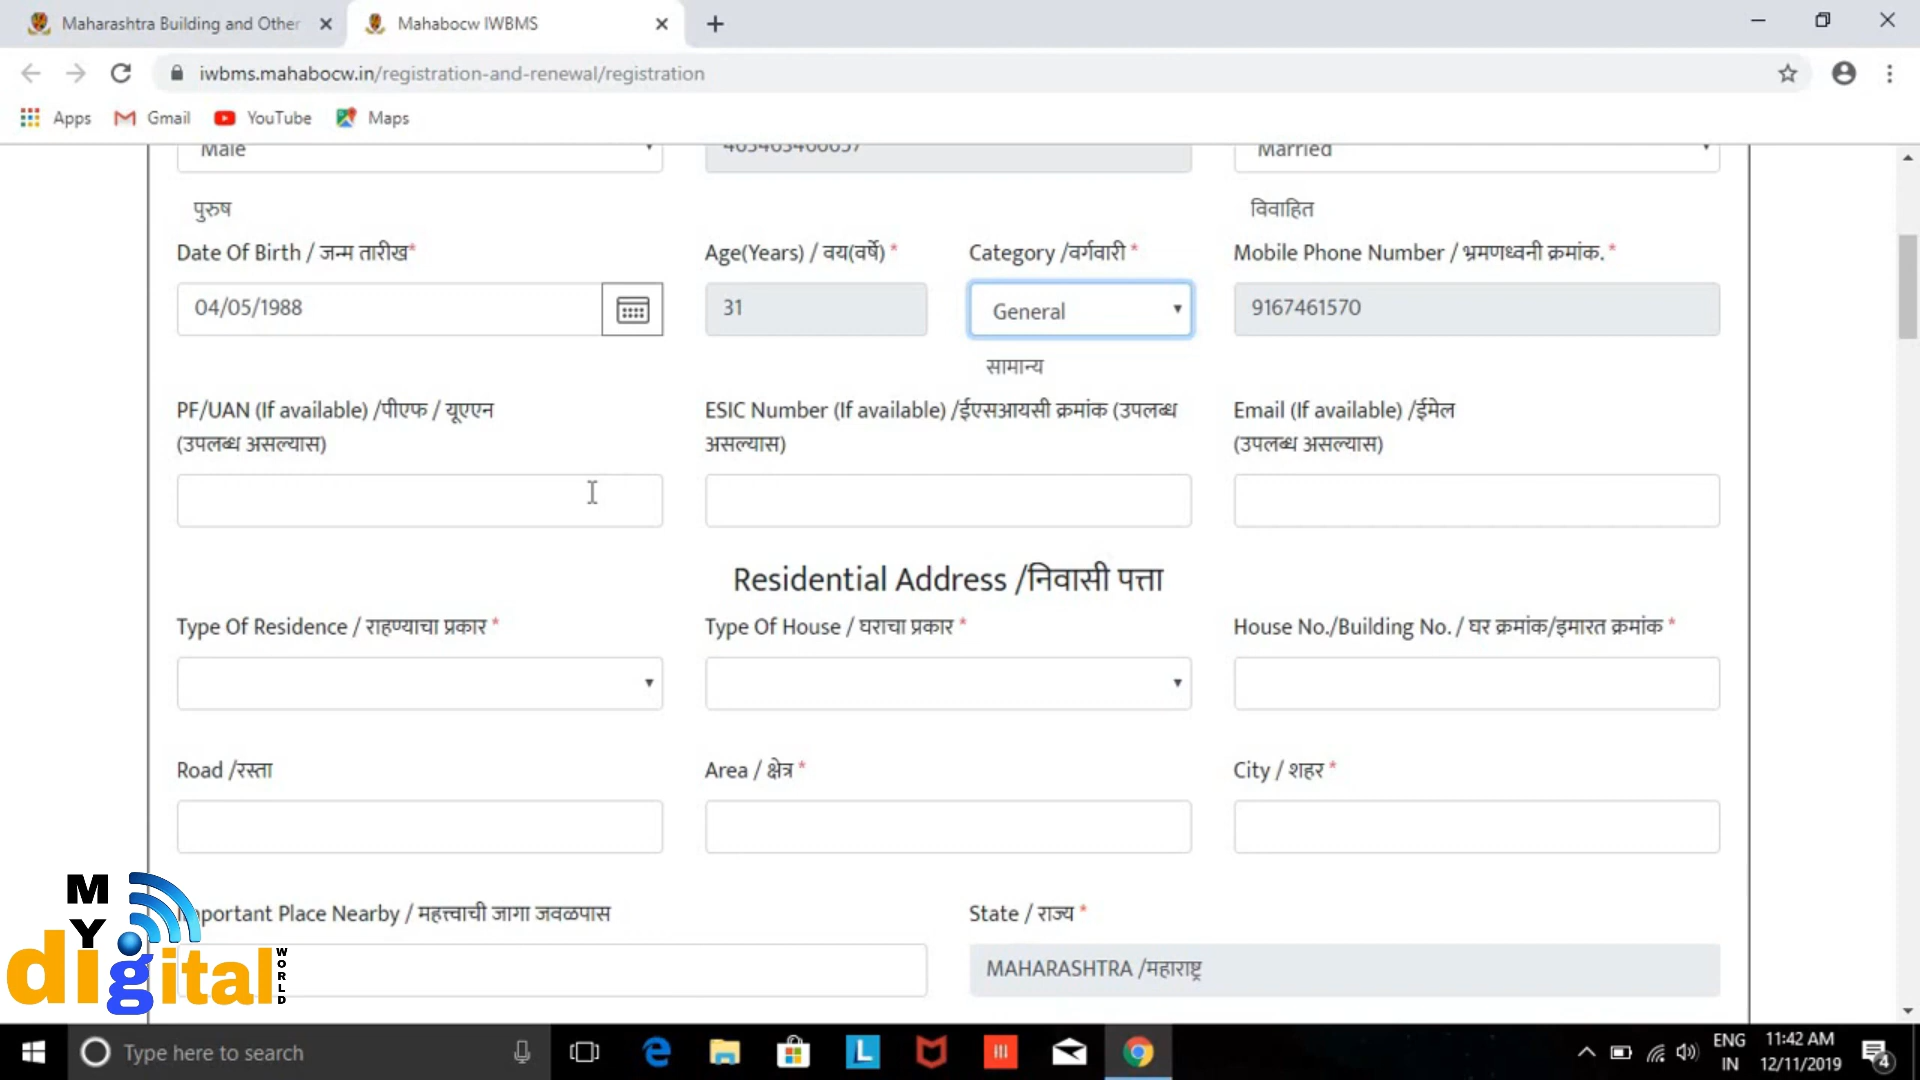 Maharashtra Building and Other
Mahabocw IWBMS
iwbms.mahabocw.in/registration-and-renewal/registration
Apps
Gmail
YouTube
Maps
Male
Married
पुरुष
विवाहित
Date Of Birth / जन्म तारीख*
Age(Years) / वय(वर्षे) *
Category /वर्गवारी *
Mobile Phone Number / भ्रमणध्वनी क्रमांक. *
04/05/1988
31
General
9167461570
सामान्य
PF/UAN (If available) /पीएफ / यूएएन
(उपलब्ध असल्यास)
ESIC Number (If available) /ईएसआयसी क्रमांक (उपलब्ध
असल्यास)
Email (If available) /ईमेल
(उपलब्ध असल्यास)
Residential Address /निवासी पत्ता
Type Of Residence / राहण्याचा प्रकार *
Type Of House / घराचा प्रकार *
House No./Building No. / घर क्रमांक/इमारत क्रमांक *
Road /रस्ता
Area / क्षेत्र *
City / शहर *
Important Place Nearby / महत्त्वाची जागा जवळपास
State / राज्य *
MAHARASHTRA /महाराष्ट्र
MY
digital
WORLD
Type here to search
L
ENG
IN
11:42 AM
12/11/2019
4